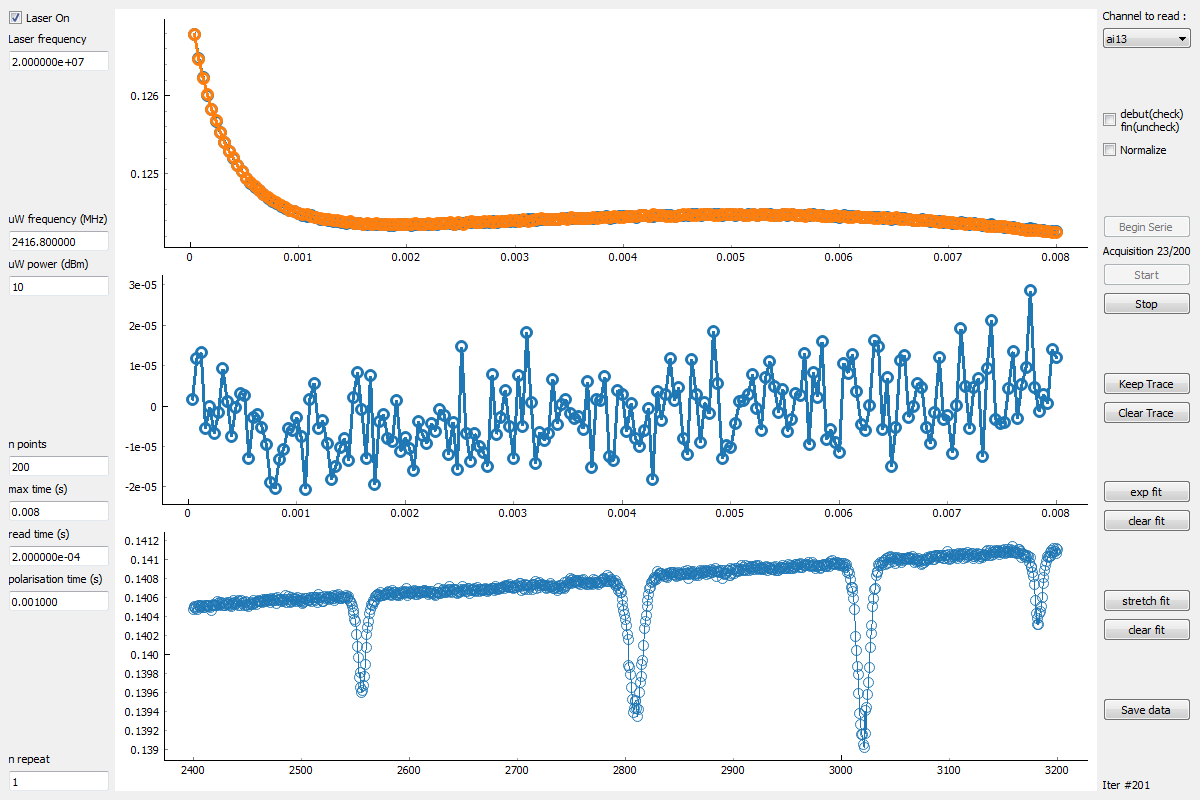 Laser On
Laser frequency
2.000000e+07
uW frequency (MHz)
2416.800000
uW power (dBm)
10
n points
200
max time (s)
0.008
read time (s)
2.000000e-04
polarisation time (s)
0.001000
n repeat
1
0.126
0.125
0 0.001 0.002 0.003 0.004 0.005 0.006 0.007 0.008
3e-05
2e-05
1e-05
0
-1e-05
-2e-05
0 0.001 0.002 0.003 0.004 0.005 0.006 0.007 0.008
0.1412
0.141
0.1408
0.1406
0.1404
0.1402
0.140
0.1398
0.1396
0.1394
0.1392
0.139
2400 2500 2600 2700 2800 2900 3000 3100 3200
Channel to read :
ai13
debut(check)
fin(uncheck)
Normalize
Begin Serie
Acquisition 23/200
Start
Stop
Keep Trace
Clear Trace
exp fit
clear fit
stretch fit
clear fit
Save data
Iter #201